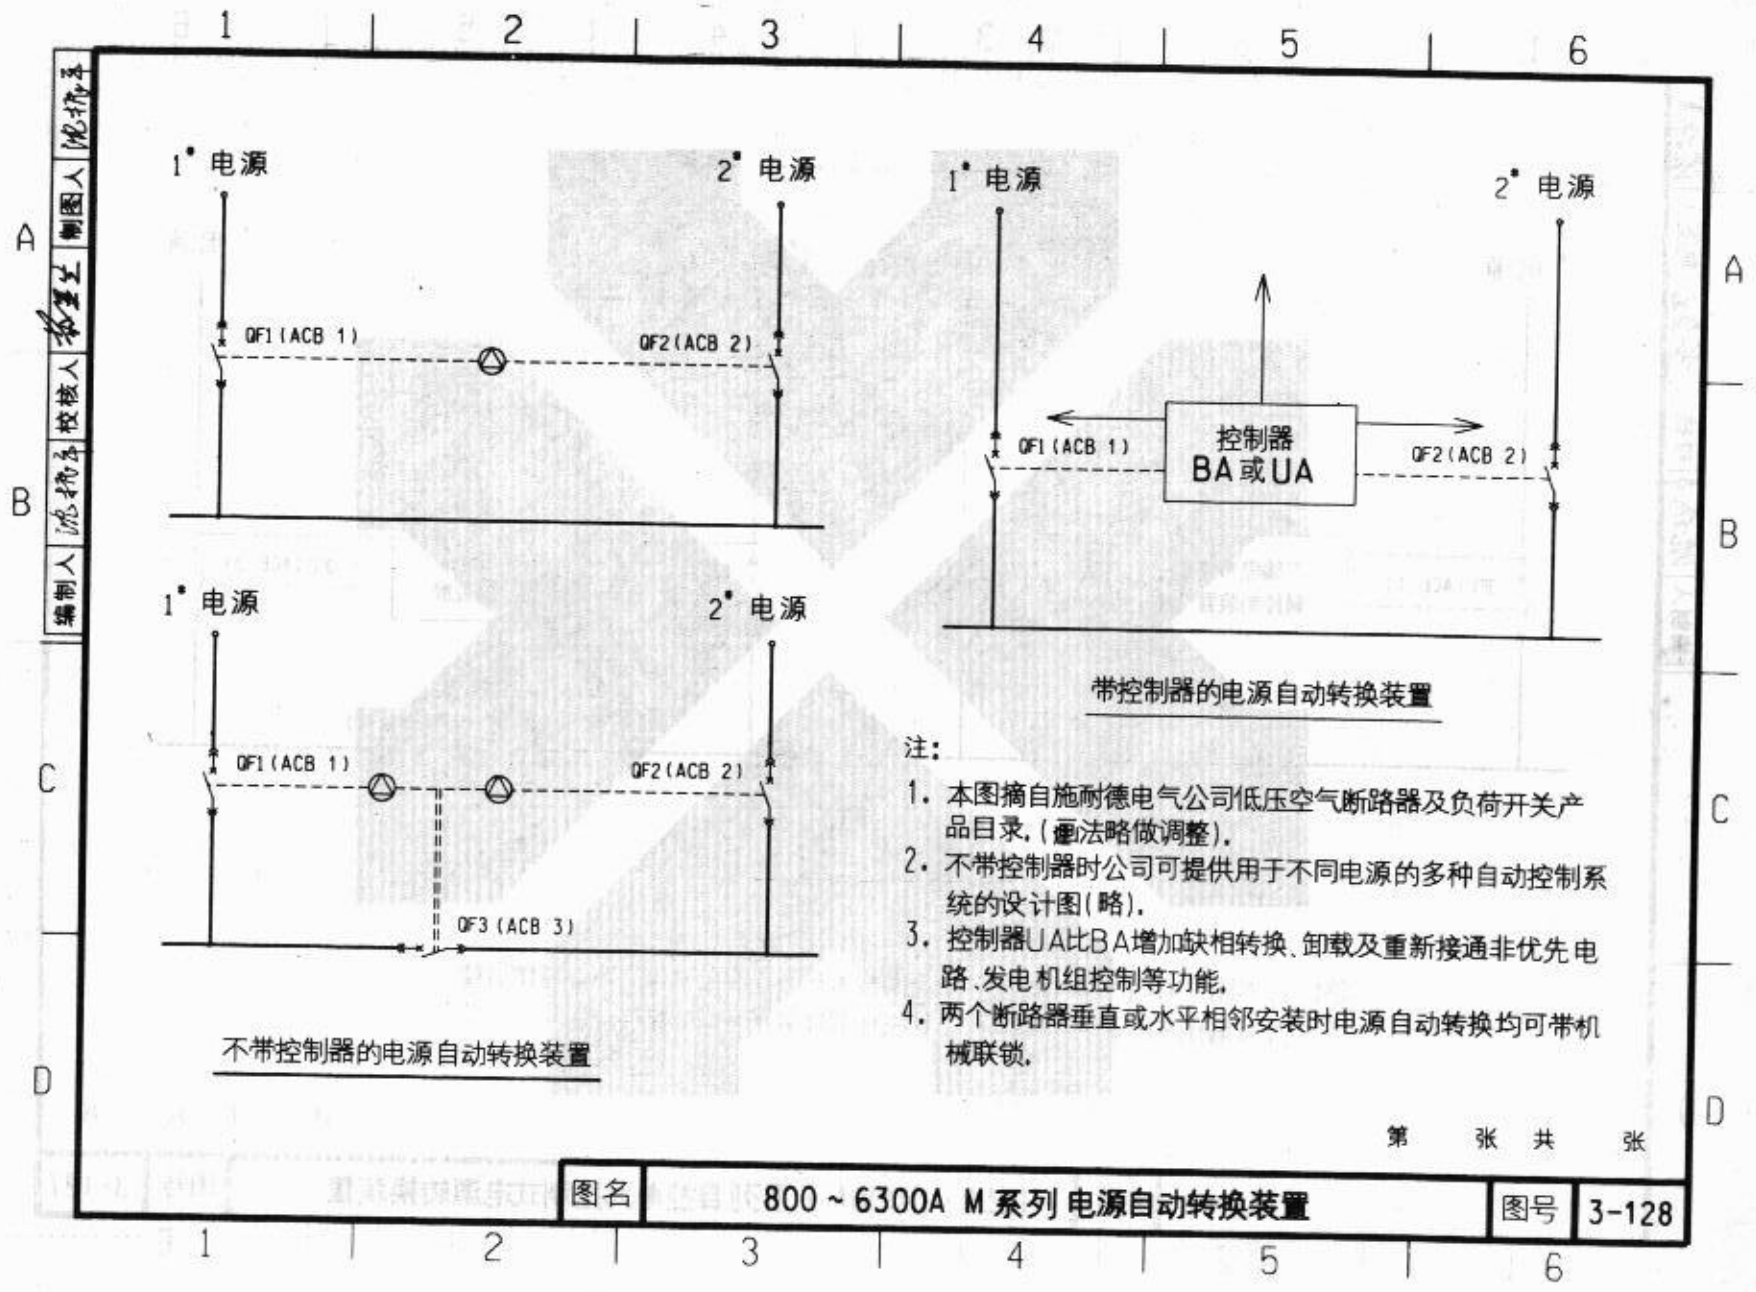 1 2 3 4 5 6
A
B
C
D
A
B
C
D
制图人
校核人
编制人
1# 电源
2# 电源
QF1(ACB 1)
QF2(ACB 2)
1# 电源
2# 电源
QF1(ACB 1)
控制器
BA或UA
QF2(ACB 2)
带控制器的电源自动转换装置
1# 电源
2# 电源
QF1(ACB 1)
QF2(ACB 2)
QF3(ACB 3)
不带控制器的电源自动转换装置
注:
1. 本图摘自施耐德电气公司低压空气断路器及负荷开关产
品目录.(画法略做调整).
2. 不带控制器时公司可提供用于不同电源的多种自动控制系
统的设计图(略).
3. 控制器UA比BA增加缺相转换、卸载及重新接通非优先电
路、发电机组控制等功能.
4. 两个断路器垂直或水平相邻安装时电源自动转换均可带机
械联锁.
第 张 共 张
图名 800~6300A M系列电源自动转换装置 图号 3-128
1 2 3 4 5 6